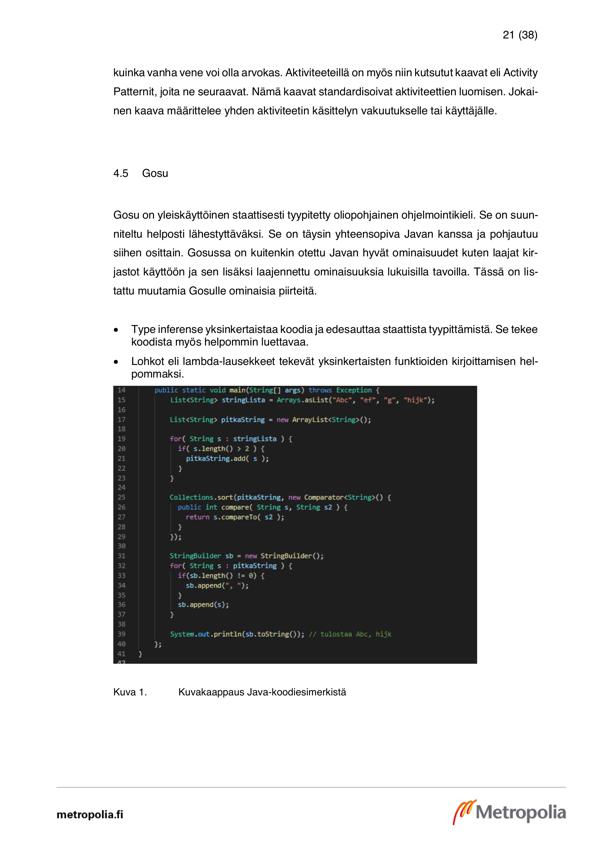 21 (38)
kuinka vanha vene voi olla arvokas. Aktiviteeteillä on myös niin kutsutut kaavat eli Activity
Patternit, joita ne seuraavat. Nämä kaavat standardisoivat aktiviteettien luomisen. Jokai-
nen kaava määrittelee yhden aktiviteetin käsittelyn vakuutukselle tai käyttäjälle.
4.5 Gosu
Gosu on yleiskäyttöinen staattisesti tyypitetty oliopohjainen ohjelmointikieli. Se on suun-
niteltu helposti lähestyttäväksi. Se on täysin yhteensopiva Javan kanssa ja pohjautuu
siihen osittain. Gosussa on kuitenkin otettu Javan hyvät ominaisuudet kuten laajat kir-
jastot käyttöön ja sen lisäksi laajennettu ominaisuuksia lukuisilla tavoilla. Tässä on lis-
tattu muutamia Gosulle ominaisia piirteitä.
• Type inferense yksinkertaistaa koodia ja edesauttaa staattista tyypittämistä. Se tekee
koodista myös helpommin luettavaa.
• Lohkot eli lambda-lausekkeet tekevät yksinkertaisten funktioiden kirjoittamisen hel-
pommaksi.
14 public static void main(String[] args) throws Exception {
15 List<String> stringLista = Arrays.asList("Abc", "ef", "g", "hijk");
16
17 List<String> pitkaString = new ArrayList<String>();
18
19 for( String s : stringLista ) {
20 if( s.length() > 2 ) {
21 pitkaString.add( s );
22 }
23 }
24
25 Collections.sort(pitkaString, new Comparator<String>() {
26 public int compare( String s, String s2 ) {
27 return s.compareTo( s2 );
28 }
29 });
30
31 StringBuilder sb = new StringBuilder();
32 for( String s : pitkaString ) {
33 if(sb.length() != 0) {
34 sb.append(", ");
35 }
36 sb.append(s);
37 }
38
39 System.out.println(sb.toString()); // tulostaa Abc, hijk
40 };
41 }
42
Kuva 1. Kuvakaappaus Java-koodiesimerkistä
metropolia.fi
Metropolia